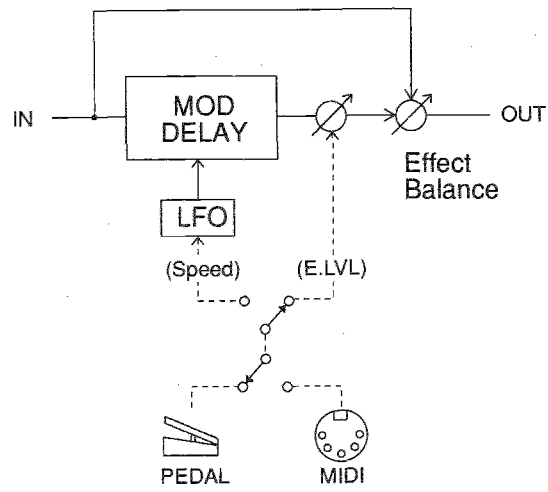 IN
MOD
DELAY
OUT
Effect
Balance
LFO
(Speed)
(E.LVL)
PEDAL
MIDI